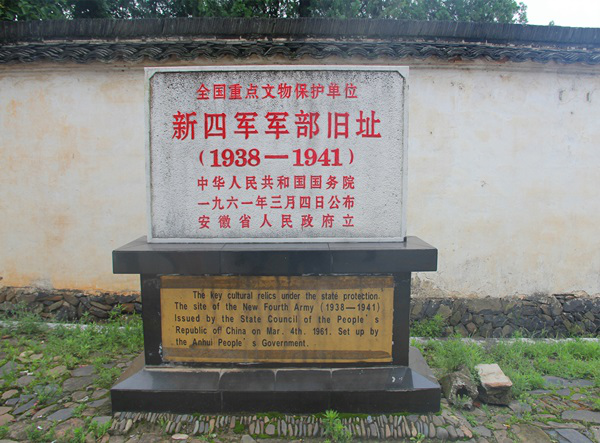 全国重点文物保护单位
新四军军部旧址
(1938—1941)
中华人民共和国国务院
一九六一年三月四日公布
安徽省人民政府立
The Key cultural relics under the state protection.
The site of the New Fourth Army (1938—1941)
Issued by the State Council of the People's
Republic of China on Mar. 4th. 1961. Set up by
the Anhui People's Government.